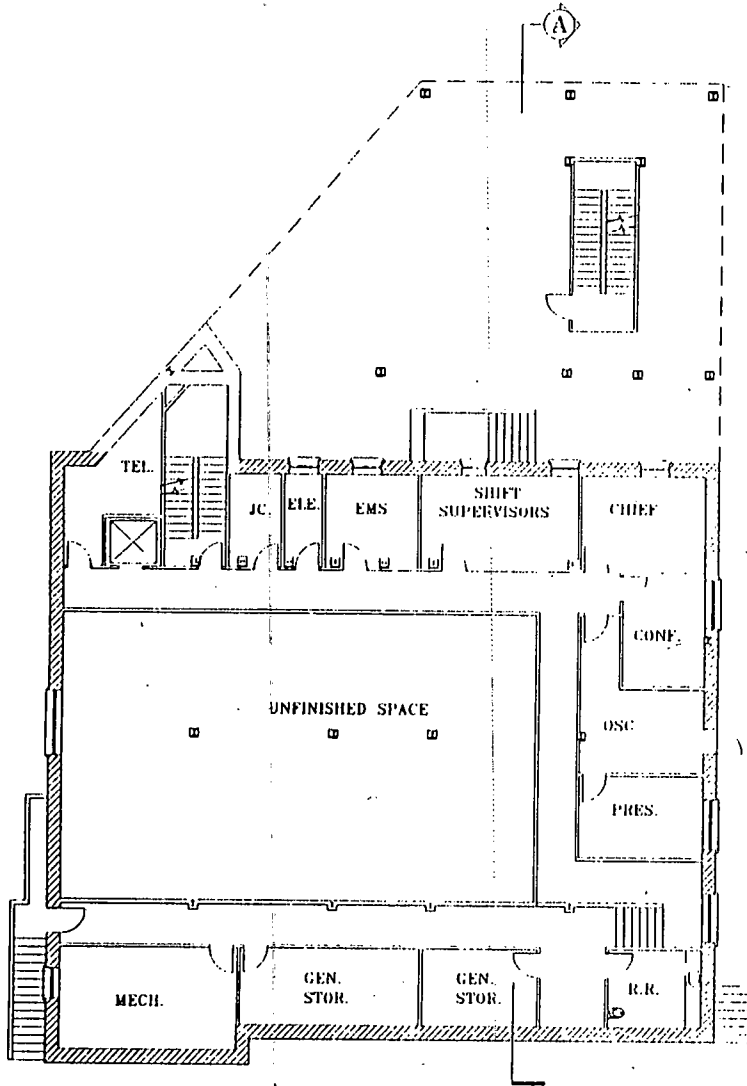 A
TEL.
JC.
ELE.
EMS
SHIFT
SUPERVISORS
CHIEF
CONF.
UNFINISHED SPACE
OSC
PRES.
MECH.
GEN.
STOR.
GEN.
STOR.
R.R.